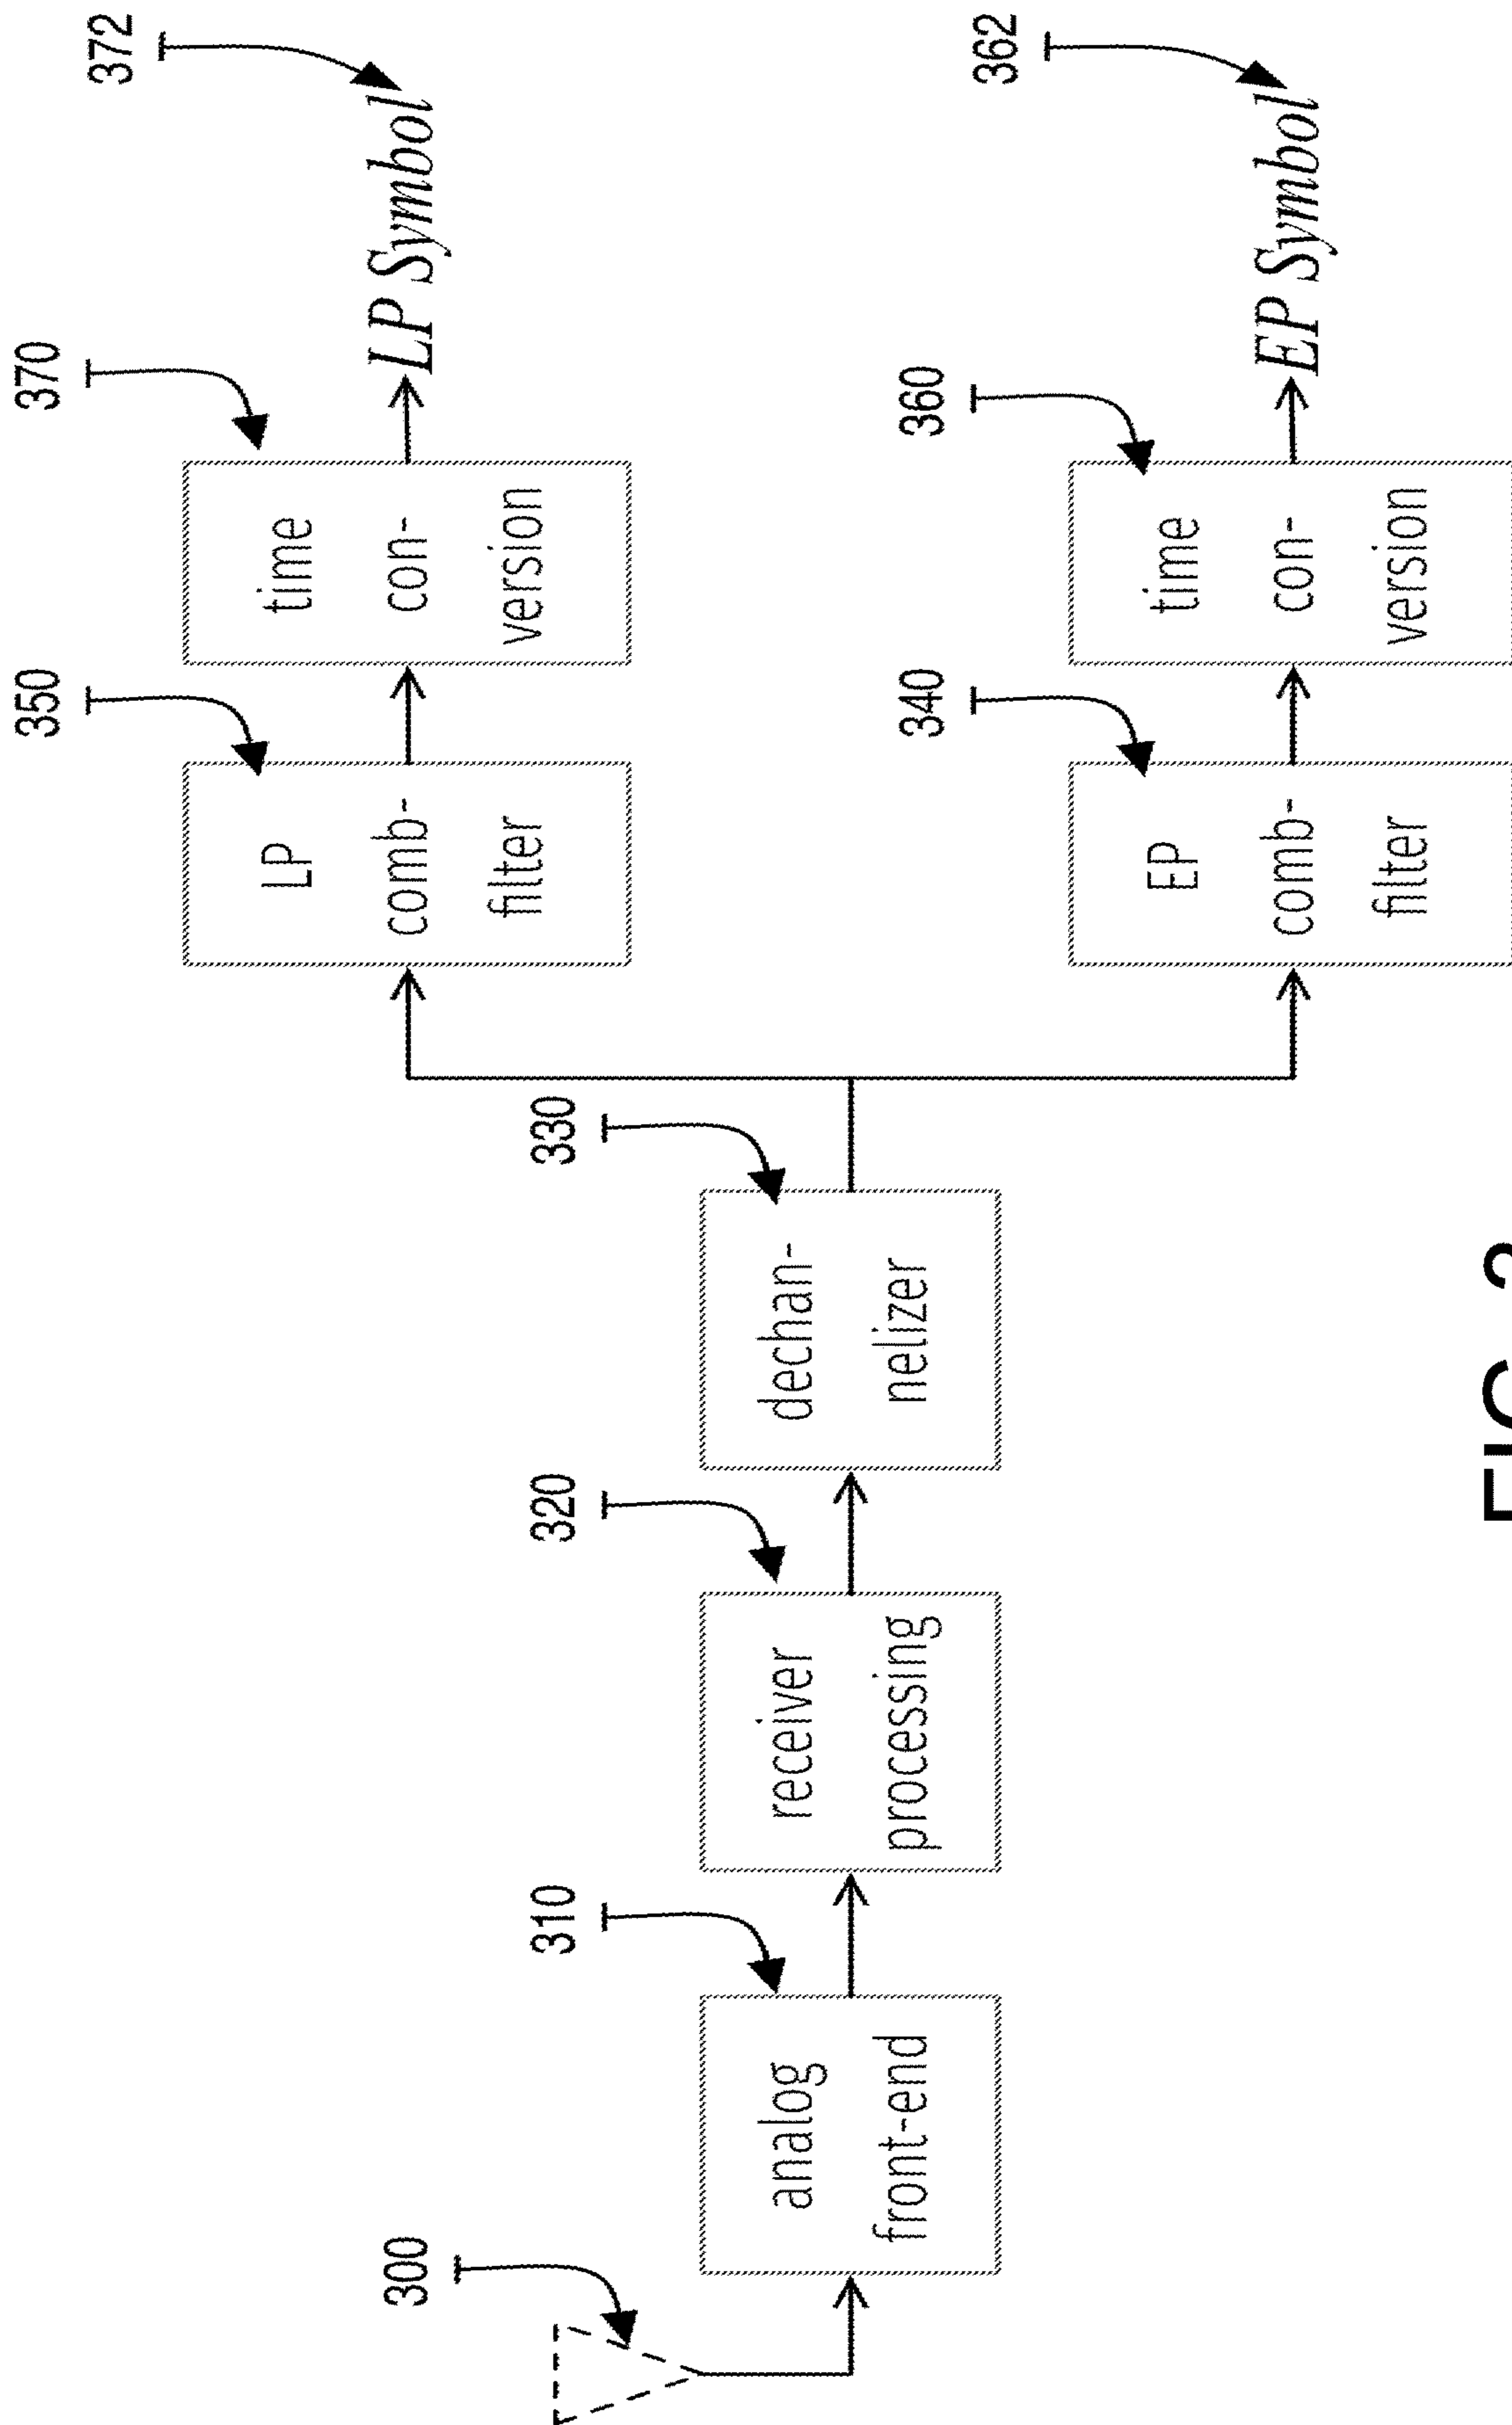 350
370
372
LP
comb-
filter
time
con-
version
LP Symbol
300
310
320
330
analog
front-end
receiver
processing
dechan-
nelizer
340
360
362
EP
comb-
filter
time
con-
version
EP Symbol
FIG